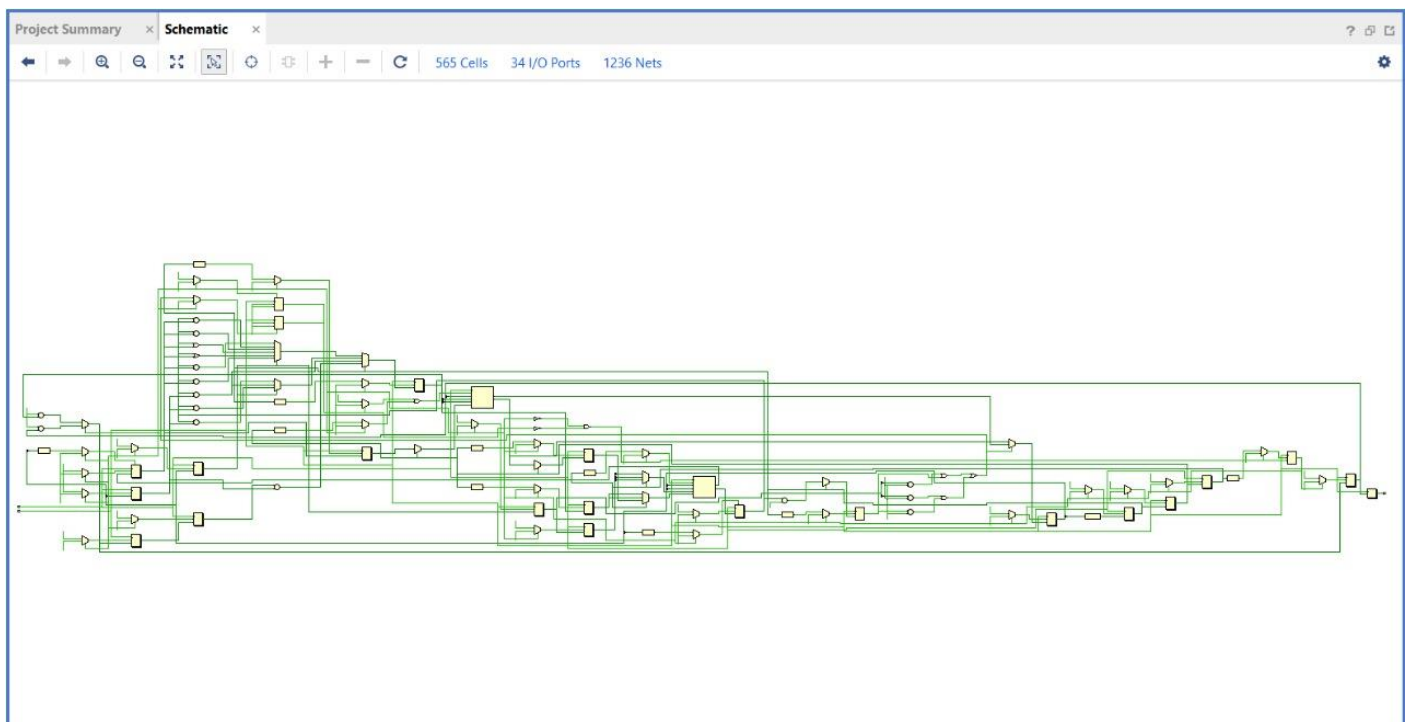 Project Summary × Schematic ×
565 Cells 34 I/O Ports 1236 Nets